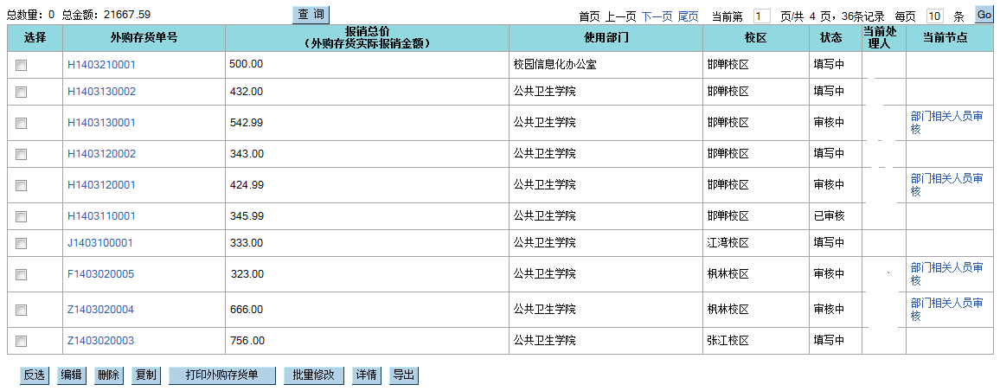 总数量：0 总金额：21667.59 查 询 首页 上一页 下一页 尾页 当前第 1 页/共 4 页，36条记录 每页 10 条 Go
选择 外购存货单号 报销总价（外购存货实际报销金额） 使用部门 校区 状态 当前处理人 当前节点
H1403210001 500.00 校园信息化办公室 邯郸校区 填写中
H1403130002 432.00 公共卫生学院 邯郸校区 填写中
H1403130001 542.99 公共卫生学院 邯郸校区 审核中 部门相关人员审核
H1403120002 343.00 公共卫生学院 邯郸校区 填写中
H1403120001 424.99 公共卫生学院 邯郸校区 审核中 部门相关人员审核
H1403110001 345.99 公共卫生学院 邯郸校区 已审核
J1403100001 333.00 公共卫生学院 江湾校区 填写中
F1403020005 323.00 公共卫生学院 枫林校区 审核中 部门相关人员审核
Z1403020004 666.00 公共卫生学院 枫林校区 审核中 部门相关人员审核
Z1403020003 756.00 公共卫生学院 张江校区 填写中
反选 编辑 删除 复制 打印外购存货单 批量修改 详情 导出